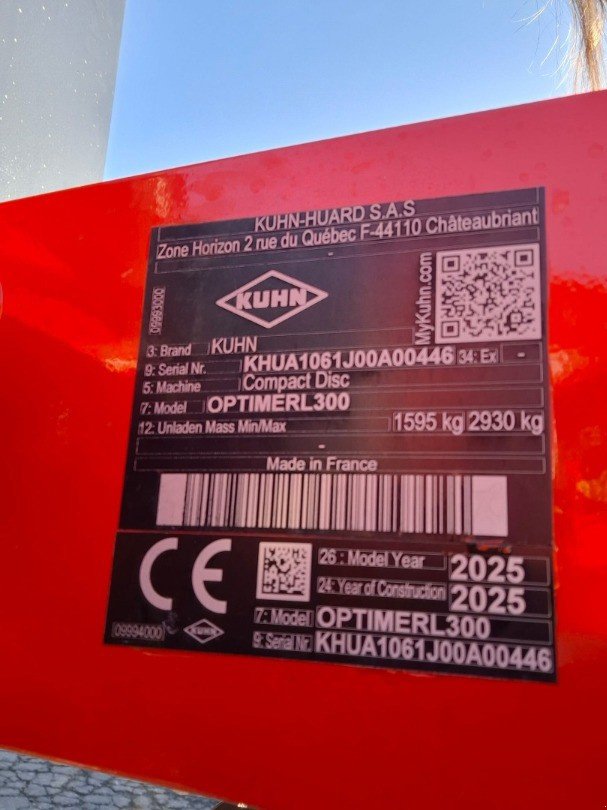 KUHN-HUARD S.A.S
Zone Horizon 2 rue du Québec F-44110 Châteaubriant
-
09993000
KUHN
MyKuhn.com
3: Brand KUHN
9: Serial Nr. KHUA1061J00A00446 34: Ex -
5: Machine Compact Disc
7: Model OPTIMERL300
12: Unladen Mass Min/Max 1595 kg 2930 kg
-
Made in France
CE
26: Model Year 2025
24: Year of Construction 2025
7: Model OPTIMERL300
09994000 KUHN 9: Serial Nr. KHUA1061J00A00446